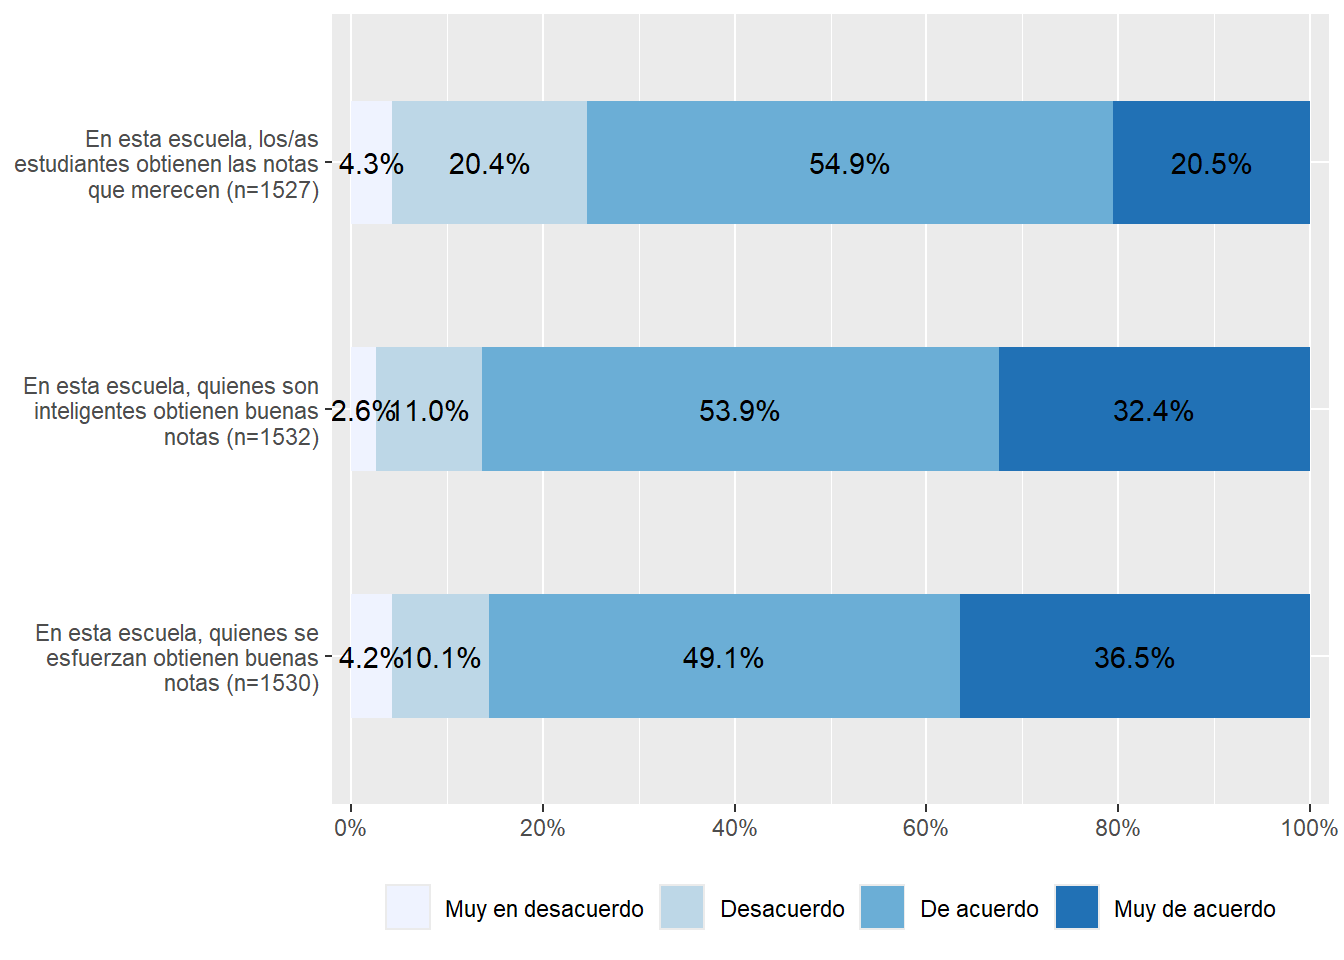 En esta escuela, los/as
estudiantes obtienen las notas
que merecen (n=1527)
4.3%
20.4%
54.9%
20.5%
En esta escuela, quienes son
inteligentes obtienen buenas
notas (n=1532)
2.6%
11.0%
53.9%
32.4%
En esta escuela, quienes se
esfuerzan obtienen buenas
notas (n=1530)
4.2%
10.1%
49.1%
36.5%
0%
20%
40%
60%
80%
100%
Muy en desacuerdo
Desacuerdo
De acuerdo
Muy de acuerdo